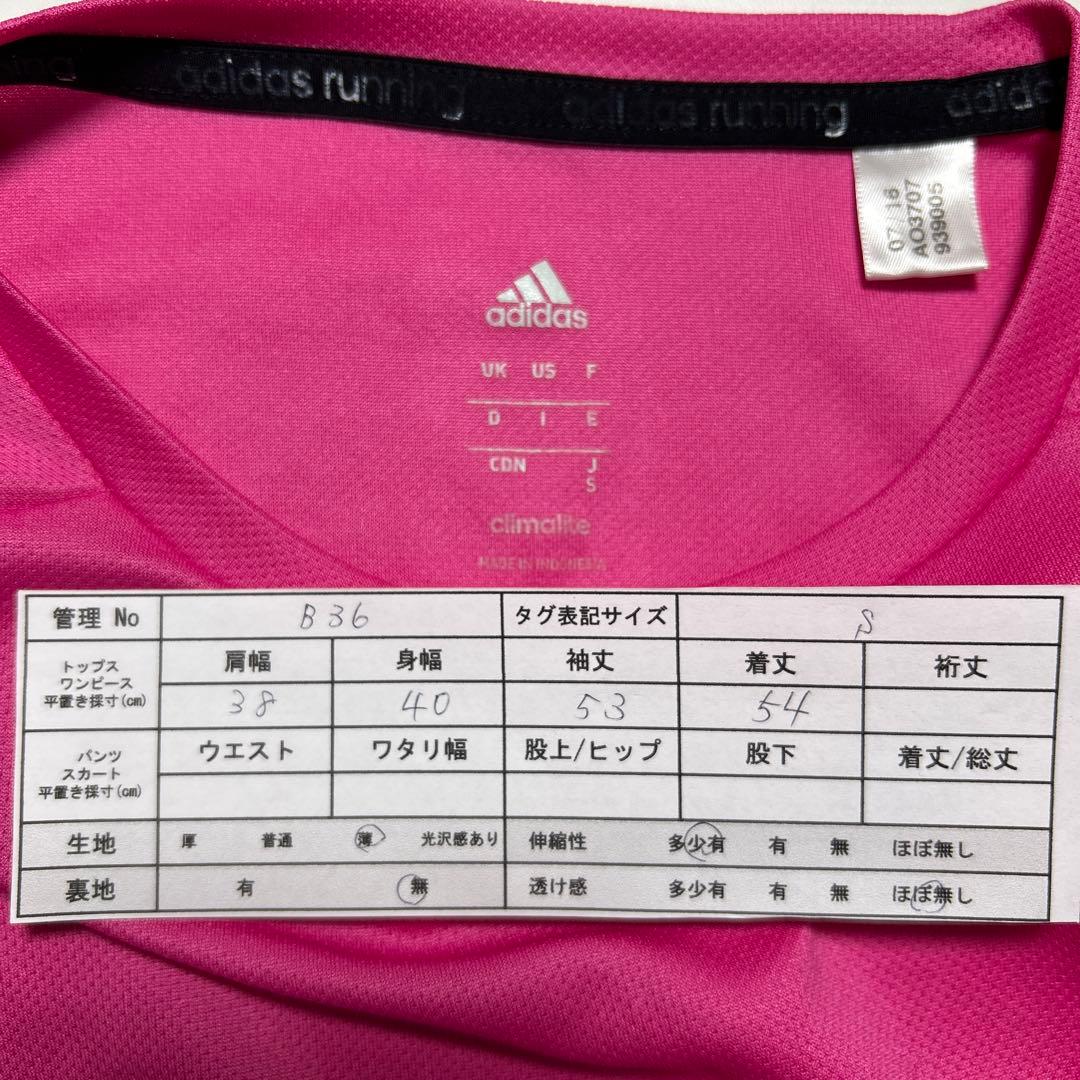 ning adidas running adidas running adida
07/16
AO3707
939005
adidas
UK US F
D I E
CDN J
S
climalite
MADE IN INDONESIA
管理 No B36 タグ表記サイズ S
トップス
ワンピース
平置き採寸(cm)
肩幅 身幅 袖丈 着丈 裄丈
38 40 53 54
パンツ
スカート
平置き採寸(cm)
ウエスト ワタリ幅 股上/ヒップ 股下 着丈/総丈
生地 厚 普通 薄 光沢感あり 伸縮性 多少有 有 無 ほぼ無し
裏地 有 無 透け感 多少有 有 無 ほぼ無し